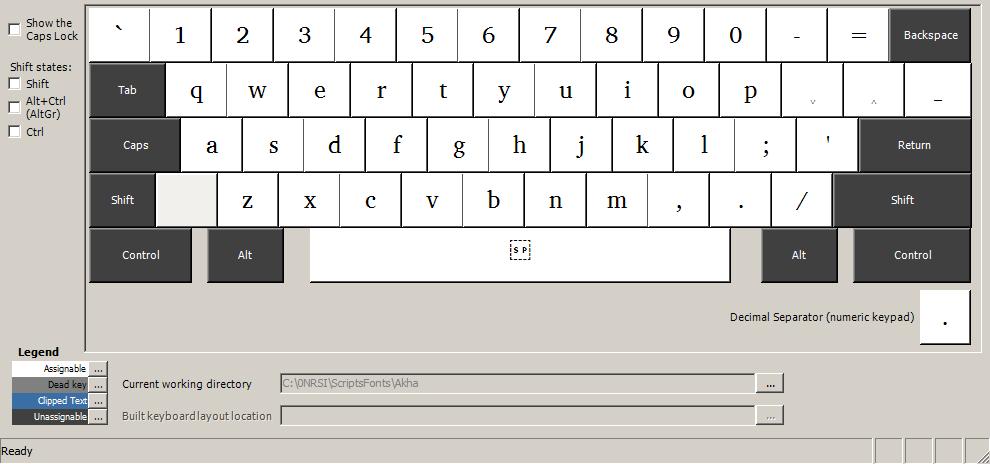 Show the
Caps Lock
Shift states:
Shift
Alt+Ctrl
(AltGr)
Ctrl
` 1 2 3 4 5 6 7 8 9 0 - = Backspace
Tab q w e r t y u i o p ˬ ꞈ ˍ
Caps a s d f g h j k l ; ' Return
Shift z x c v b n m , . / Shift
Control Alt SP Alt Control
Decimal Separator (numeric keypad) .
Legend
Assignable ...
Dead key ...
Clipped Text ...
Unassignable ...
Current working directory C:\0NRSI\ScriptsFonts\Akha ...
Built keyboard layout location ...
Ready